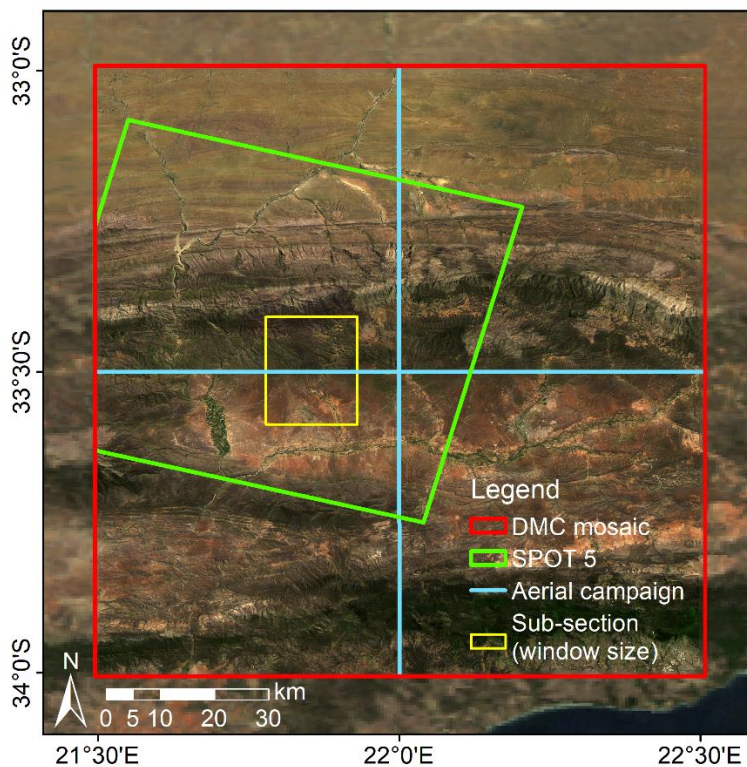 33°0'S
33°30'S
34°0'S
Legend
DMC mosaic
SPOT 5
Aerial campaign
Sub-section
(window size)
N
km
0 5 10 20 30
21°30'E 22°0'E 22°30'E